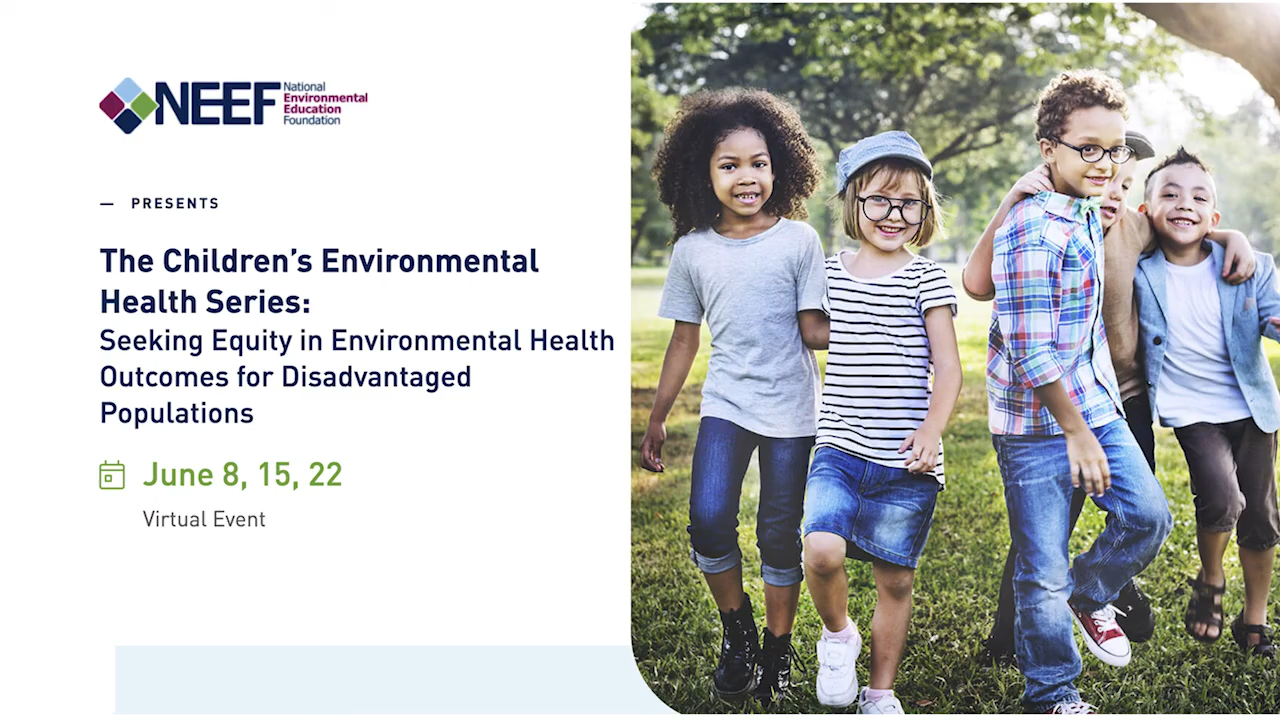 NEEF
National
Environmental
Education
Foundation
— PRESENTS
The Children's Environmental
Health Series:
Seeking Equity in Environmental Health
Outcomes for Disadvantaged
Populations
June 8, 15, 22
Virtual Event